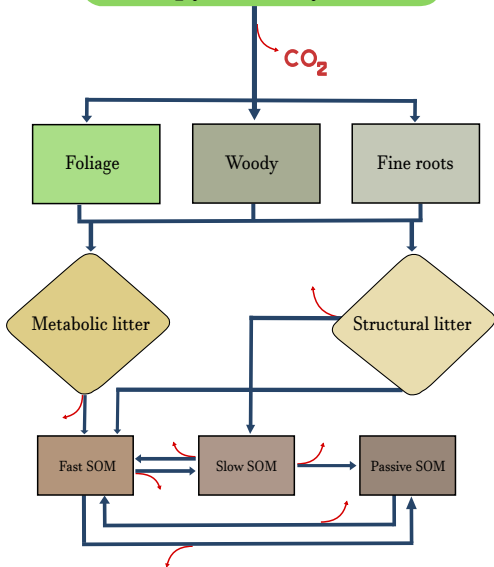 CO2
Foliage
Woody
Fine roots
Metabolic litter
Structural litter
Fast SOM
Slow SOM
Passive SOM